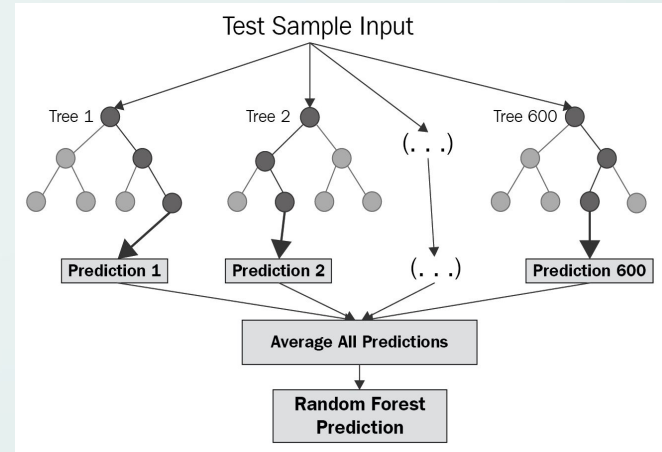 Test Sample Input
Tree 1
Tree 2
(. . .)
Tree 600
Prediction 1
Prediction 2
(. . .)
Prediction 600
Average All Predictions
Random Forest
Prediction